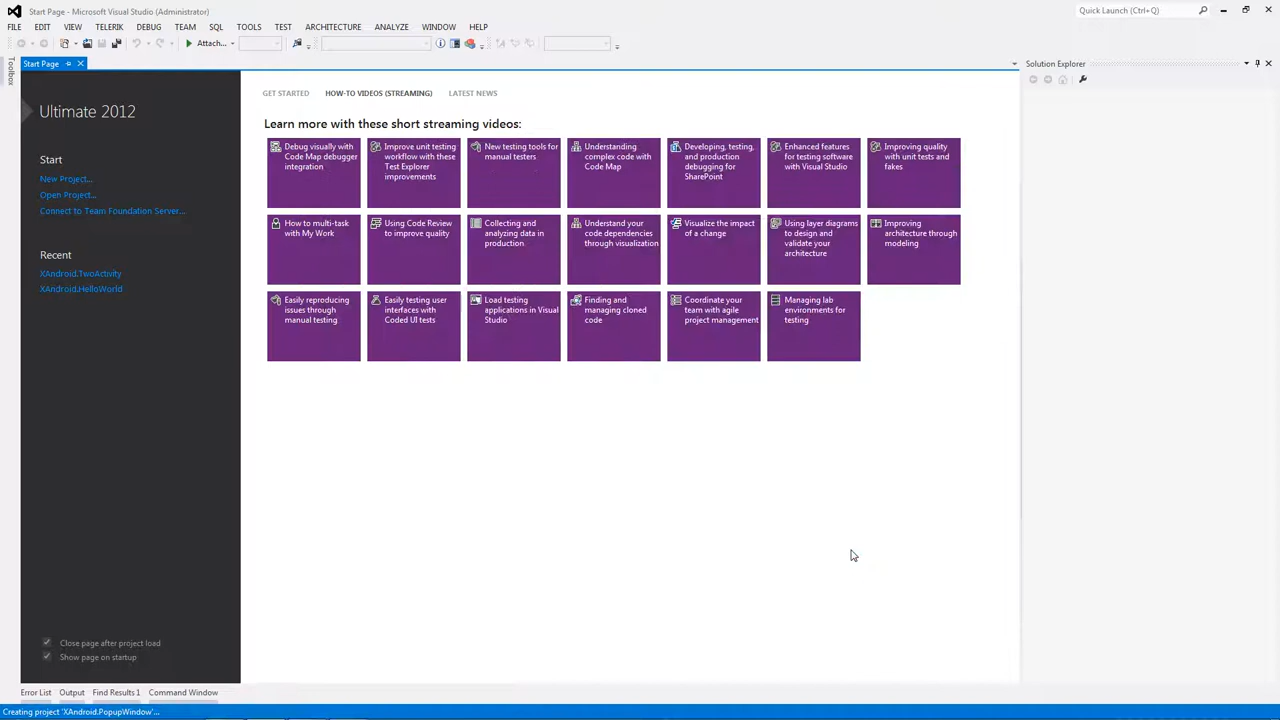 Start Page - Microsoft Visual Studio (Administrator)
Quick Launch (Ctrl+Q)
FILE EDIT VIEW TELERIK DEBUG TEAM SQL TOOLS TEST ARCHITECTURE ANALYZE WINDOW HELP
Attach...
Toolbox
Start Page
Solution Explorer
Ultimate 2012
Start
New Project...
Open Project...
Connect to Team Foundation Server...
Recent
XAndroid.TwoActivity
XAndroid.HelloWorld
Close page after project load
Show page on startup
GET STARTED HOW-TO VIDEOS (STREAMING) LATEST NEWS
Learn more with these short streaming videos:
Debug visually with
Code Map debugger
integration
Improve unit testing
workflow with these
Test Explorer
improvements
New testing tools for
manual testers
Understanding
complex code with
Code Map
Developing, testing,
and production
debugging for
SharePoint
Enhanced features
for testing software
with Visual Studio
Improving quality
with unit tests and
fakes
How to multi-task
with My Work
Using Code Review
to improve quality
Collecting and
analyzing data in
production
Understand your
code dependencies
through visualization
Visualize the impact
of a change
Using layer diagrams
to design and
validate your
architecture
Improving
architecture through
modeling
Easily reproducing
issues through
manual testing
Easily testing user
interfaces with
Coded UI tests
Load testing
applications in Visual
Studio
Finding and
managing cloned
code
Coordinate your
team with agile
project management
Managing lab
environments for
testing
Error List Output Find Results 1 Command Window
Creating project 'XAndroid.PopupWindow'...